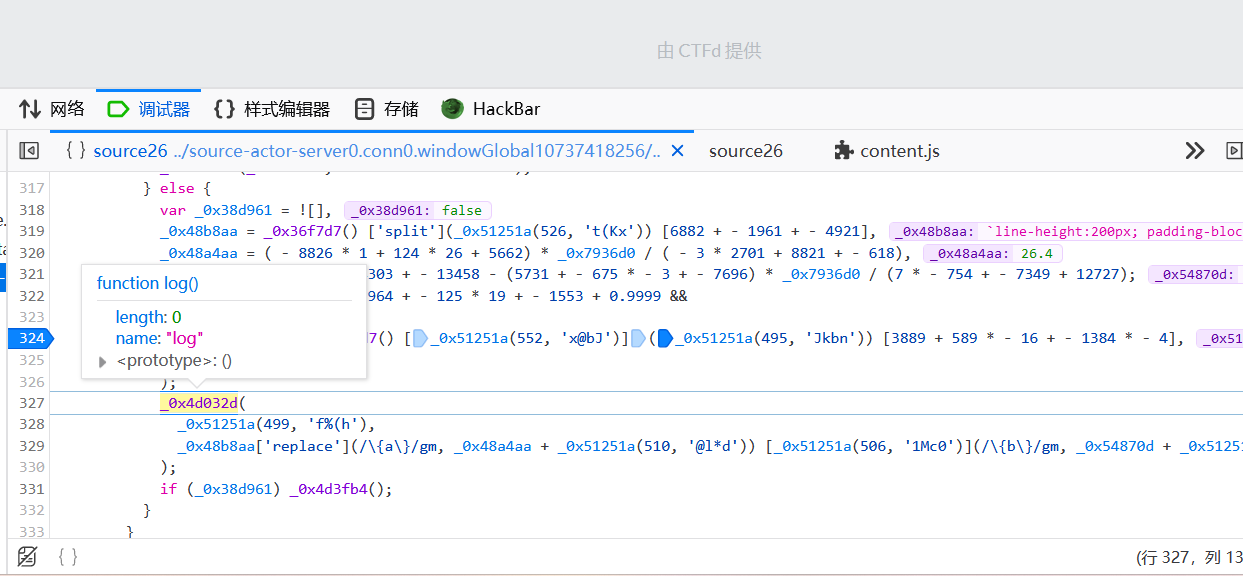 由 CTFd 提供
网络 调试器 { } 样式编辑器 存储 HackBar
{ } source26 ../source-actor-server0.conn0.windowGlobal10737418256/.. × source26 content.js
317 } else {
318 var _0x38d961 = ![], _0x38d961: false
319 _0x48b8aa = _0x36f7d7() ['split'](_0x51251a(526, 't(Kx')) [6882 + - 1961 + - 4921], _0x48b8aa: `line-height:200px; padding-bloc
320 _0x48a4aa = ( - 8826 * 1 + 124 * 26 + 5662) * _0x7936d0 / ( - 3 * 2701 + 8821 + - 618), _0x48a4aa: 26.4
321 303 + - 13458 - (5731 + - 675 * - 3 + - 7696) * _0x7936d0 / (7 * - 754 + - 7349 + 12727); _0x54870d:
322 964 + - 125 * 19 + - 1553 + 0.9999 &&
323
324 7() [_0x51251a(552, 'x@bJ')](_0x51251a(495, 'Jkbn')) [3889 + 589 * - 16 + - 1384 * - 4], _0x51
325
326 );
function log()
length: 0
name: "log"
<prototype>: ()
327 _0x4d032d(
328 _0x51251a(499, 'f%(h'),
329 _0x48b8aa['replace'](/\{a\}/gm, _0x48a4aa + _0x51251a(510, '@l*d')) [_0x51251a(506, '1Mc0')](/\{b\}/gm, _0x54870d + _0x5125
330 );
331 if (_0x38d961) _0x4d3fb4();
332 }
333 }
{ } (行 327，列 13